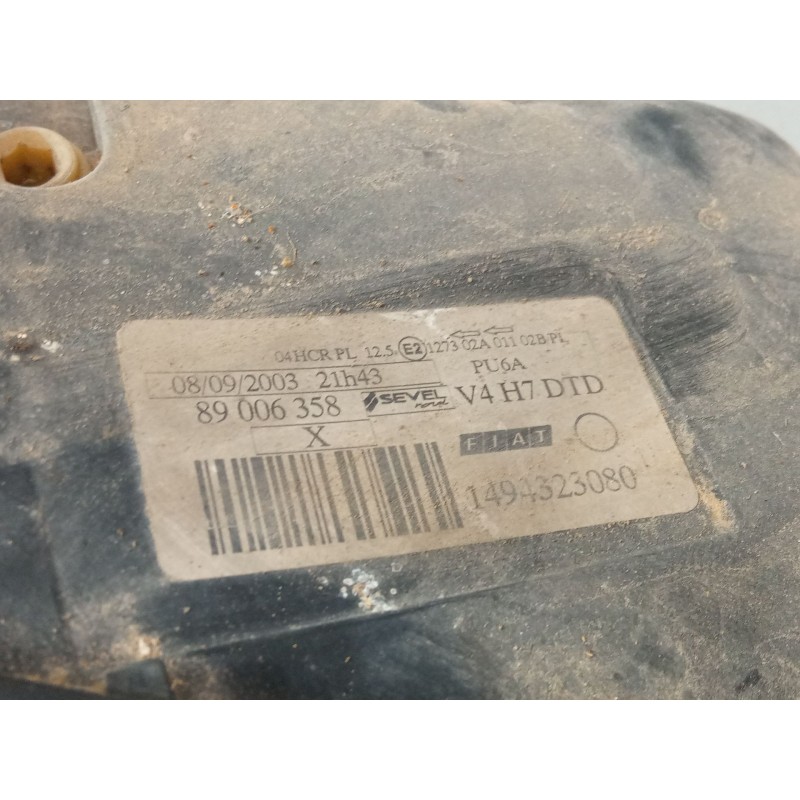 04HCR PL 12.5 E2 1273 02A 011 02B/PL
08/09/2003 21h43 PU6A
89 006 358 SEVEL nord V4 H7 DTD
X FIAT
1494323080